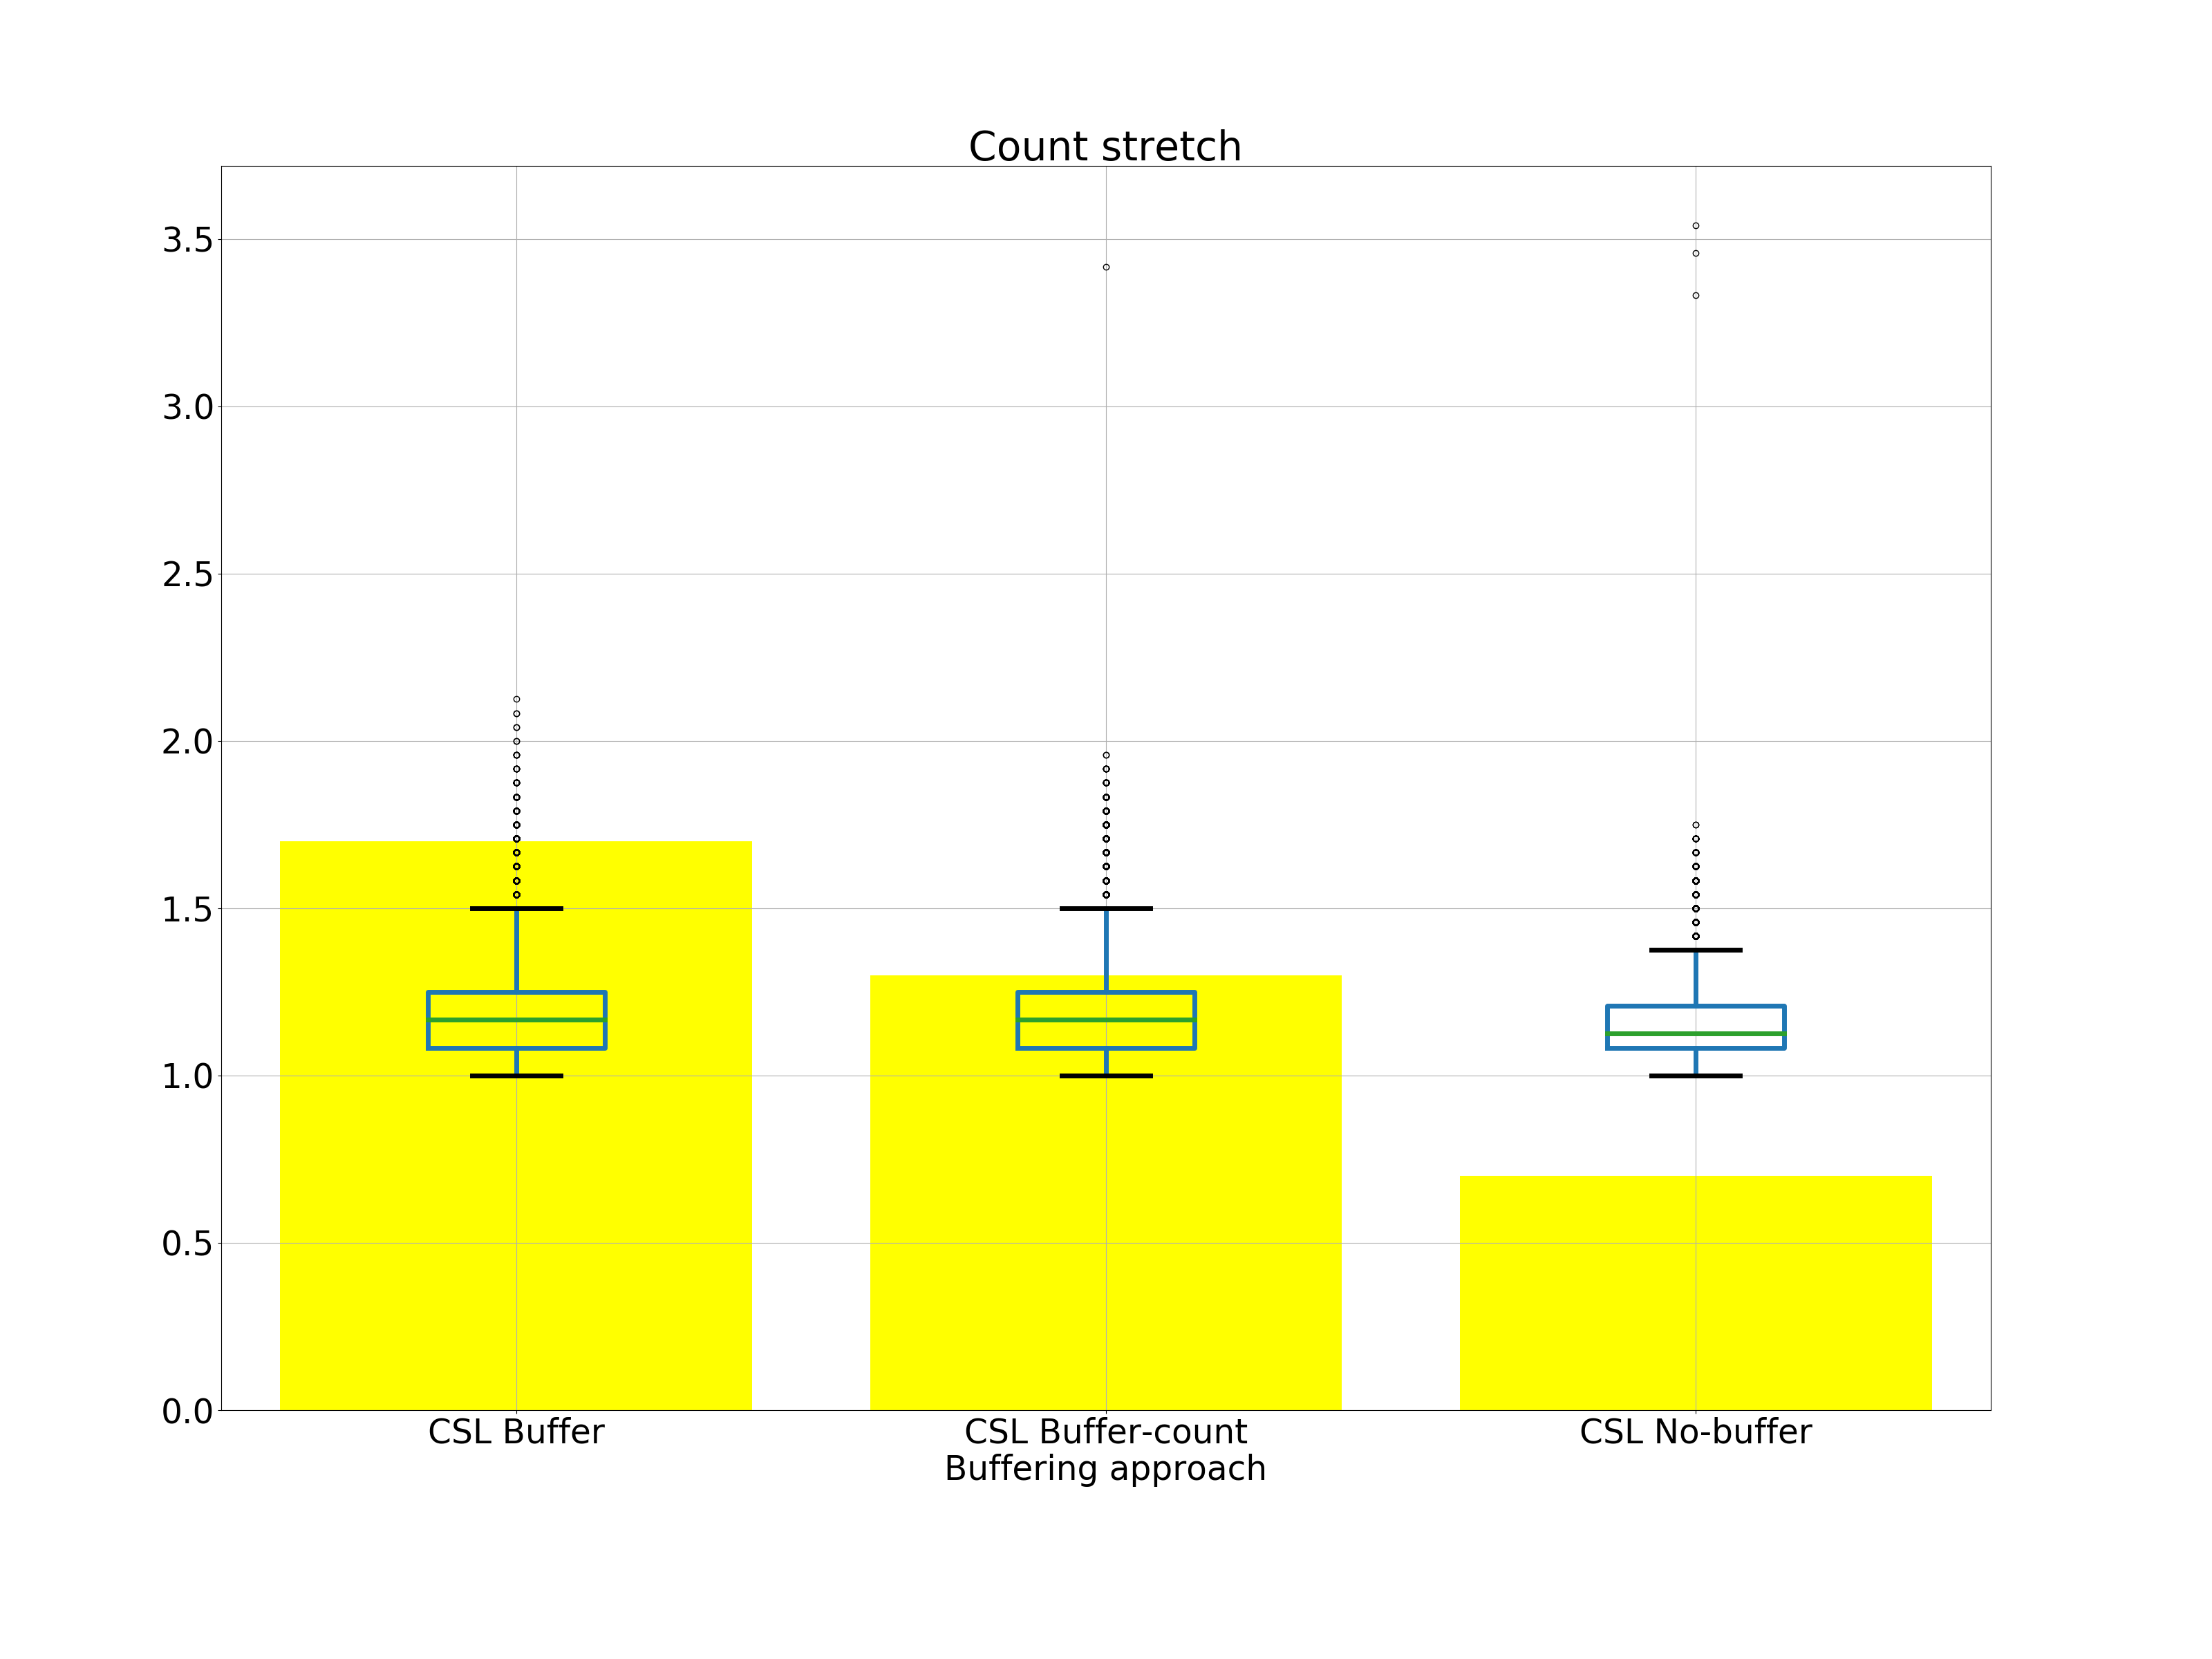 Count stretch
3.5
3.0
2.5
2.0
1.5
1.0
0.5
0.0
CSL Buffer CSL Buffer-count CSL No-buffer
Buffering approach